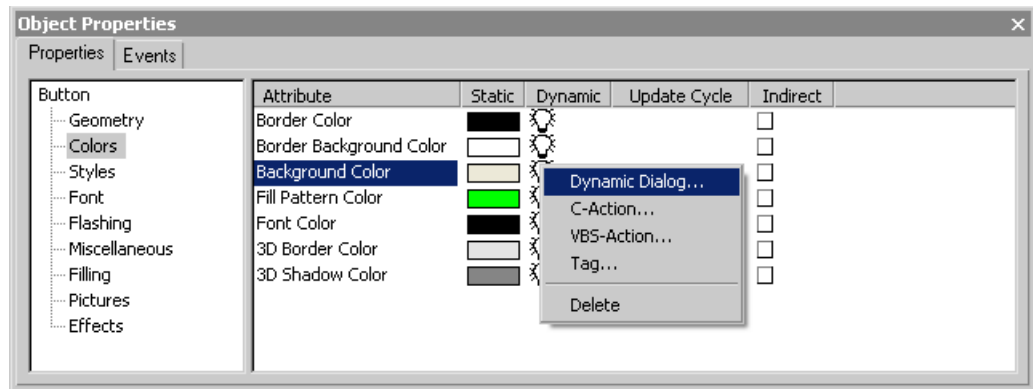 Object Properties
Properties Events
Button
Geometry
Colors
Styles
Font
Flashing
Miscellaneous
Filling
Pictures
Effects
Attribute Static Dynamic Update Cycle Indirect
Border Color
Border Background Color
Background Color
Fill Pattern Color
Font Color
3D Border Color
3D Shadow Color
Dynamic Dialog...
C-Action...
VBS-Action...
Tag...
Delete